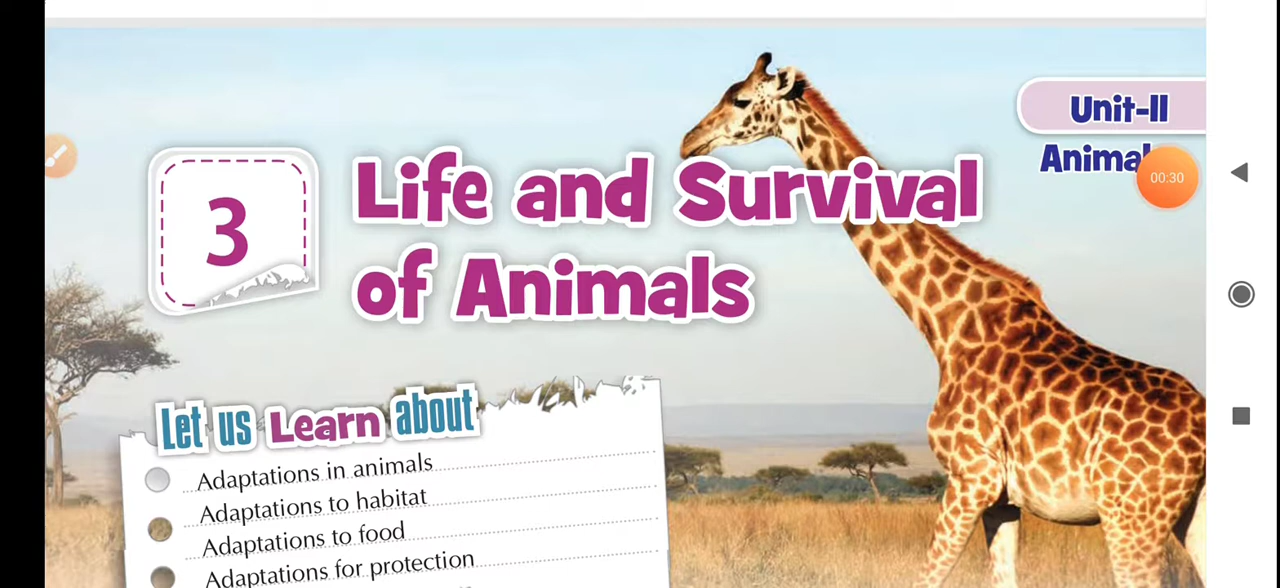 Unit-II
3
Life and Survival
of Animals
00:30
Let us Learn about
Adaptations in animals
Adaptations to habitat
Adaptations to food
Adaptations for protection